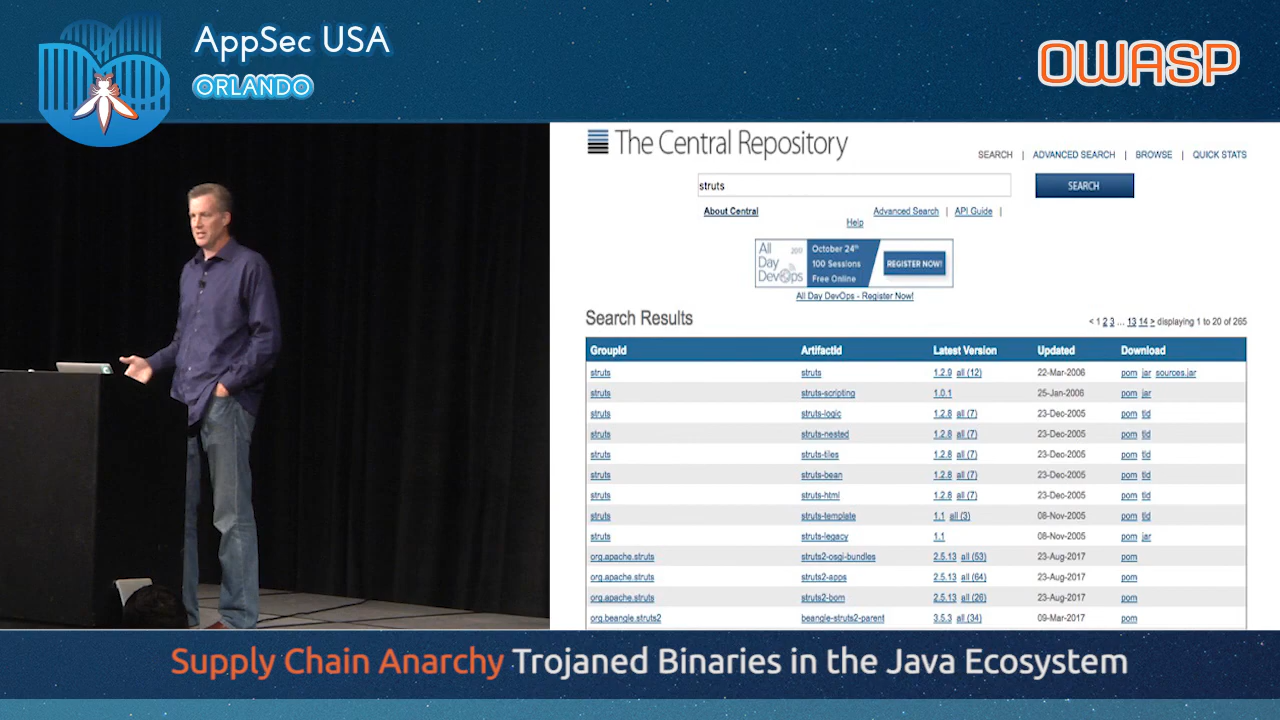 AppSec USA
ORLANDO
OWASP
The Central Repository
SEARCH | ADVANCED SEARCH | BROWSE | QUICK STATS
struts
SEARCH
About Central
Advanced Search | API Guide |
Help
All Day DevOps
October 24th
100 Sessions
Free Online
REGISTER NOW!
All Day DevOps - Register Now!
Search Results
< 1 2 3 ... 13 14 > displaying 1 to 20 of 265
GroupId ArtifactId Latest Version Updated Download
struts struts 1.2.9 all (12) 22-Mar-2006 pom jar sources.jar
struts struts-scripting 1.0.1 25-Jan-2006 pom jar
struts struts-logic 1.2.8 all (7) 23-Dec-2005 pom tld
struts struts-nested 1.2.8 all (7) 23-Dec-2005 pom tld
struts struts-tiles 1.2.8 all (7) 23-Dec-2005 pom tld
struts struts-bean 1.2.8 all (7) 23-Dec-2005 pom tld
struts struts-html 1.2.8 all (7) 23-Dec-2005 pom tld
struts struts-template 1.1 all (3) 08-Nov-2005 pom tld
struts struts-legacy 1.1 08-Nov-2005 pom jar
org.apache.struts struts2-osgi-bundles 2.5.13 all (53) 23-Aug-2017 pom
org.apache.struts struts2-apps 2.5.13 all (64) 23-Aug-2017 pom
org.apache.struts struts2-bom 2.5.13 all (26) 23-Aug-2017 pom
org.beangle.struts2 beangle-struts2-parent 3.5.3 all (34) 09-Mar-2017 pom
Supply Chain Anarchy Trojaned Binaries in the Java Ecosystem